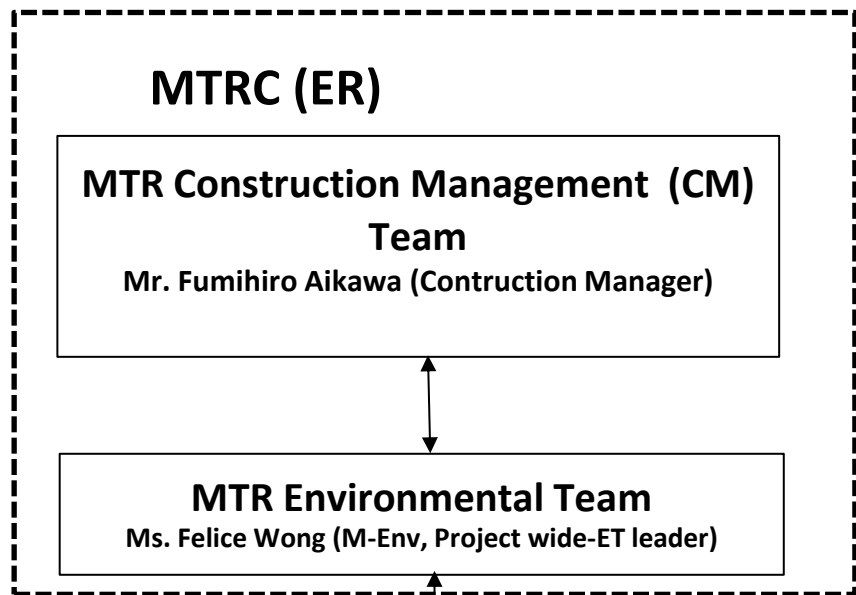 MTRC (ER)
MTR Construction Management (CM)
Team
Mr. Fumihiro Aikawa (Contruction Manager)
MTR Environmental Team
Ms. Felice Wong (M-Env, Project wide-ET leader)